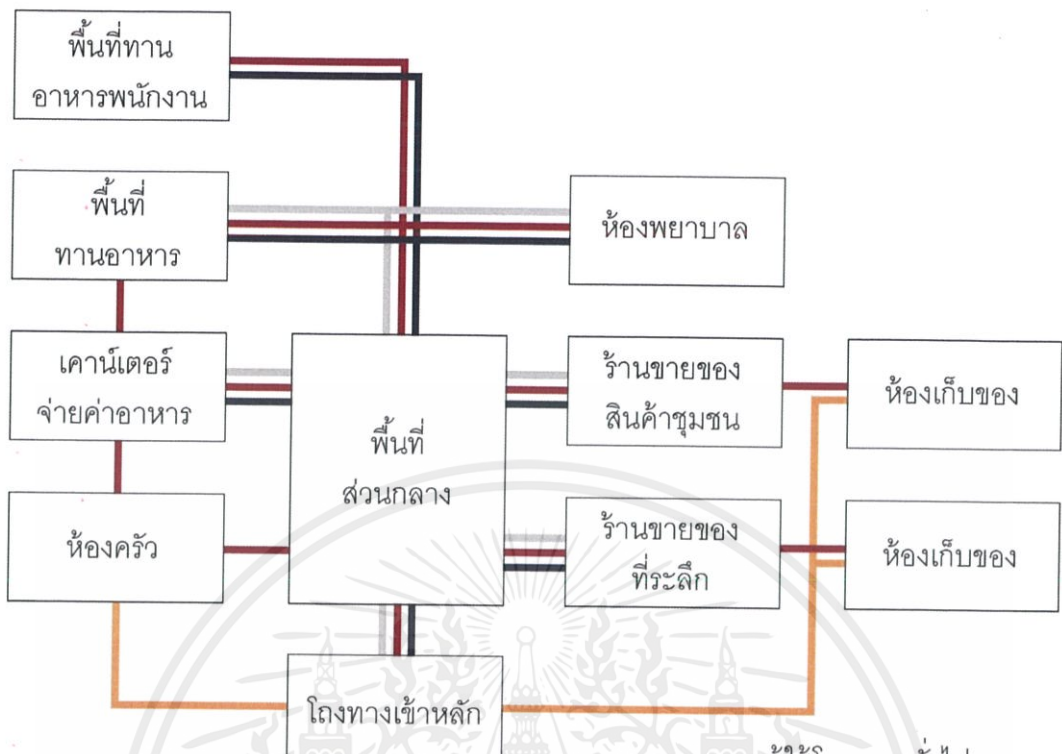 พื้นที่ทาน
อาหารพนักงาน
พื้นที่
ทานอาหาร
ห้องพยาบาล
เคาน์เตอร์
จ่ายค่าอาหาร
พื้นที่
ส่วนกลาง
ร้านขายของ
สินค้าชุมชน
ห้องเก็บของ
ห้องครัว
ร้านขายของ
ที่ระลึก
ห้องเก็บของ
โถงทางเข้าหลัก